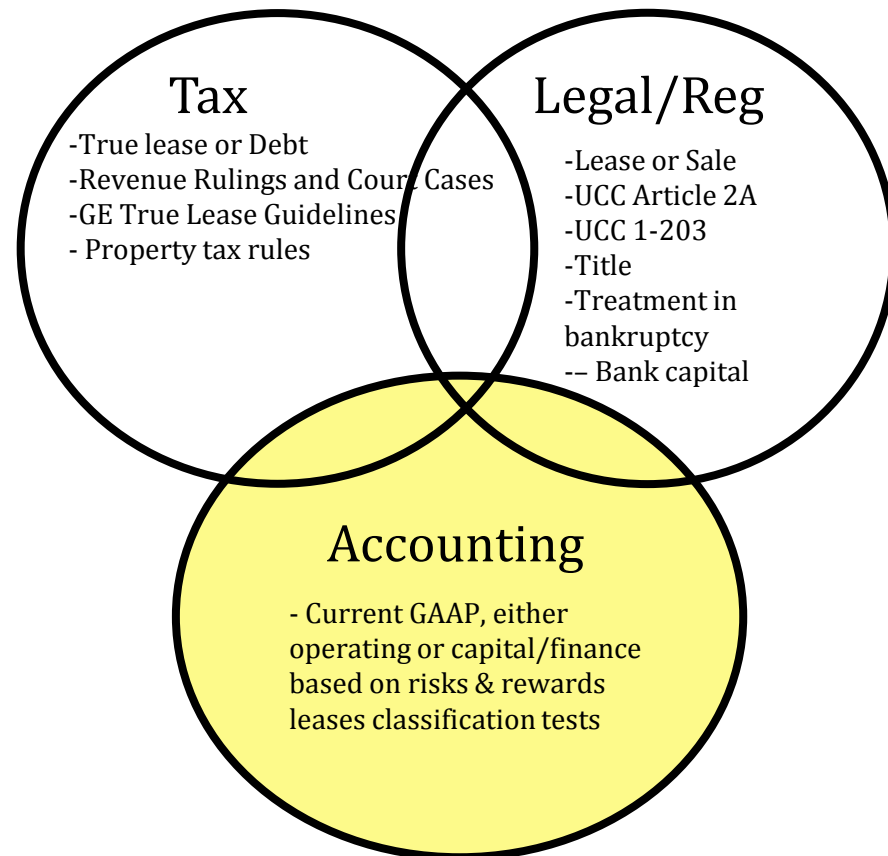 Tax
-True lease or Debt
-Revenue Rulings and Court Cases
-GE True Lease Guidelines
- Property tax rules
Legal/Reg
-Lease or Sale
-UCC Article 2A
-UCC 1-203
-Title
-Treatment in
bankruptcy
-– Bank capital
Accounting
- Current GAAP, either
operating or capital/finance
based on risks & rewards
leases classification tests